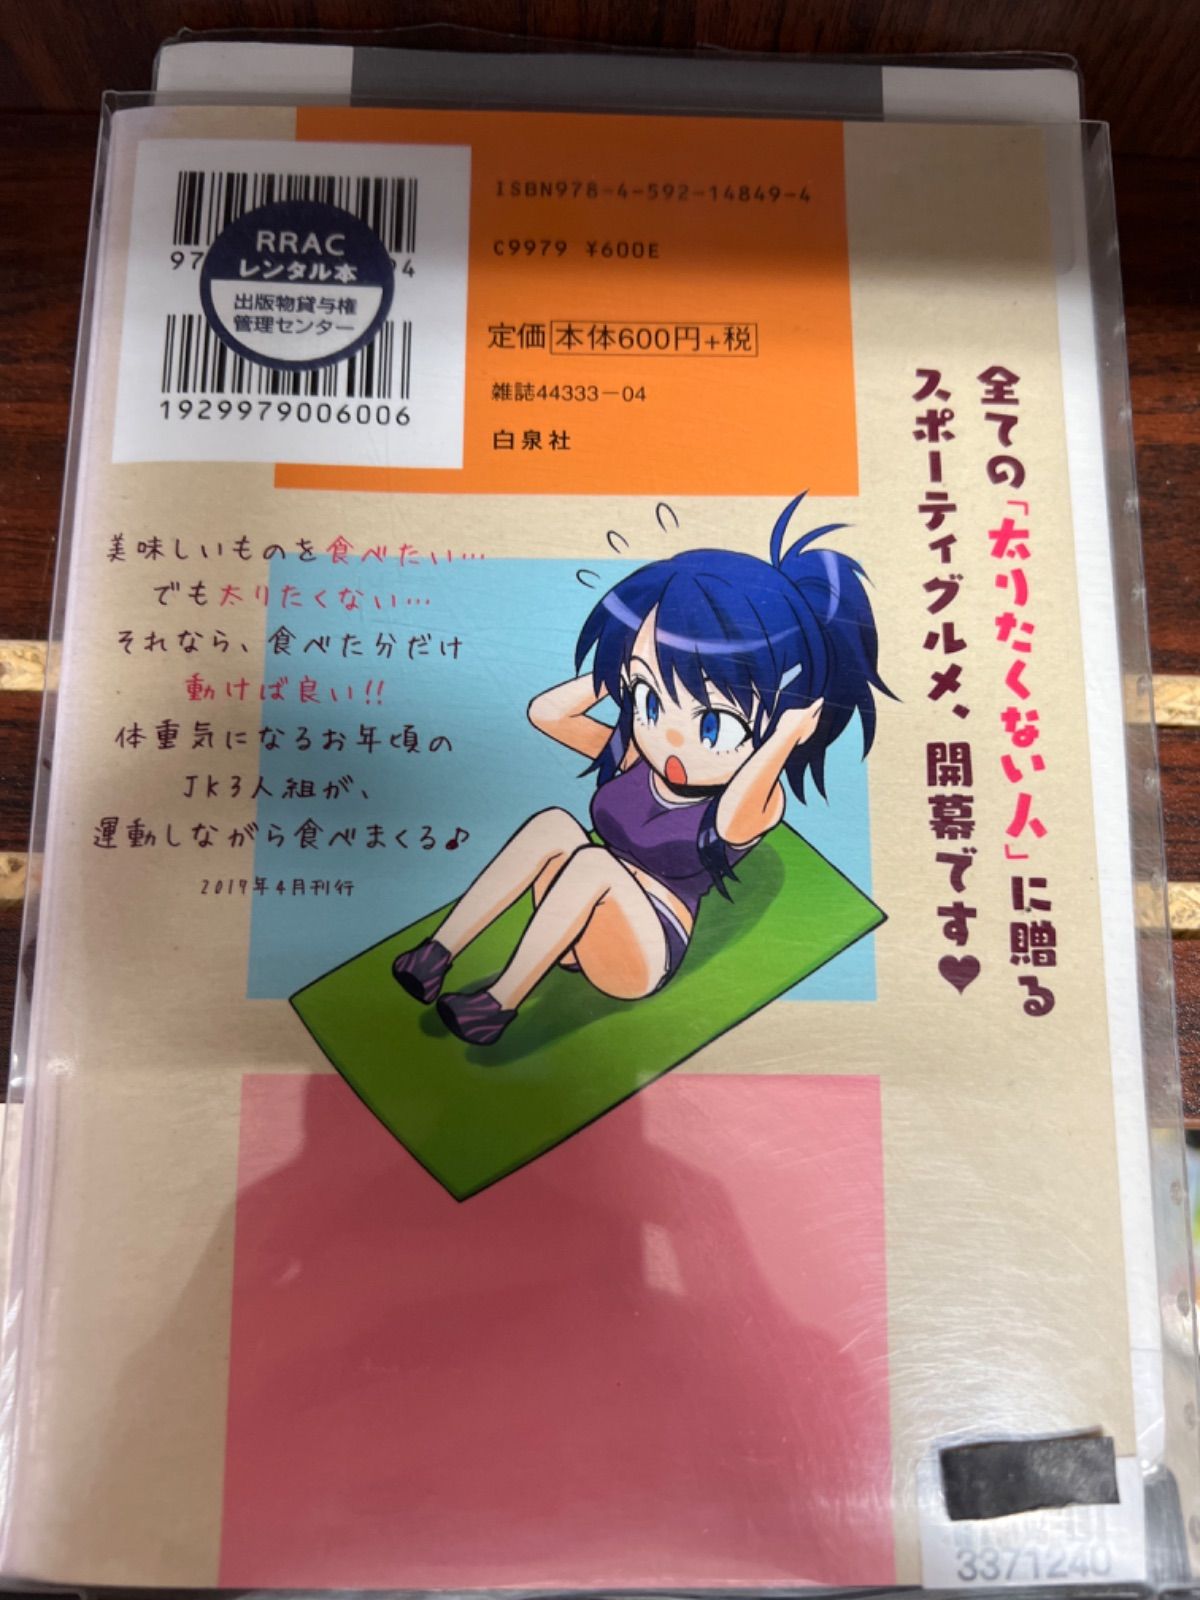 RRAC
レンタル本
出版物貸与権
管理センター
1929979006006
ISBN978-4-592-14849-4
C9979 ¥600E
定価 本体600円+税
雑誌44333-04
白泉社
全ての「太りたくない人」に贈る
スポーティグルメ、開幕です♥
美味しいものを食べたい…
でも太りたくない…
それなら、食べた分だけ
動けば良い!!
体重気になるお年頃の
JK3人組が、
運動しながら食べまくる♪
2017年4月刊行
3371240